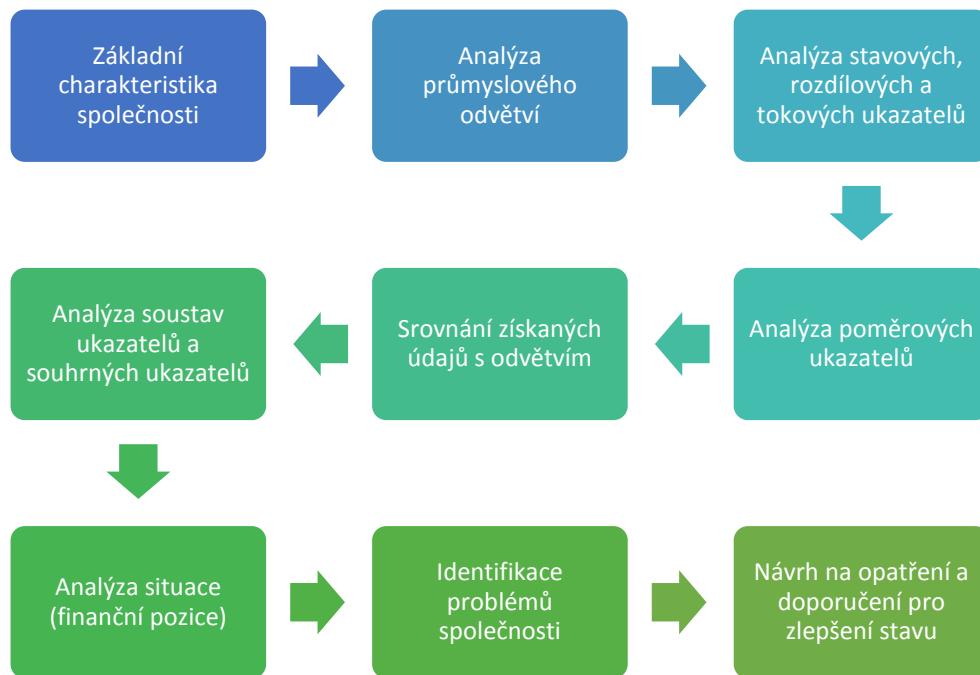 Základní
charakteristika
společnosti
Analýza
průmyslového
odvětví
Analýza stavových,
rozdílových a
tokových ukazatelů
Analýza poměrových
ukazatelů
Srovnání získaných
údajů s odvětvím
Analýza soustav
ukazatelů a
souhrných ukazatelů
Analýza situace
(finanční pozice)
Identifikace
problémů
společnosti
Návrh na opatření a
doporučení pro
zlepšení stavu